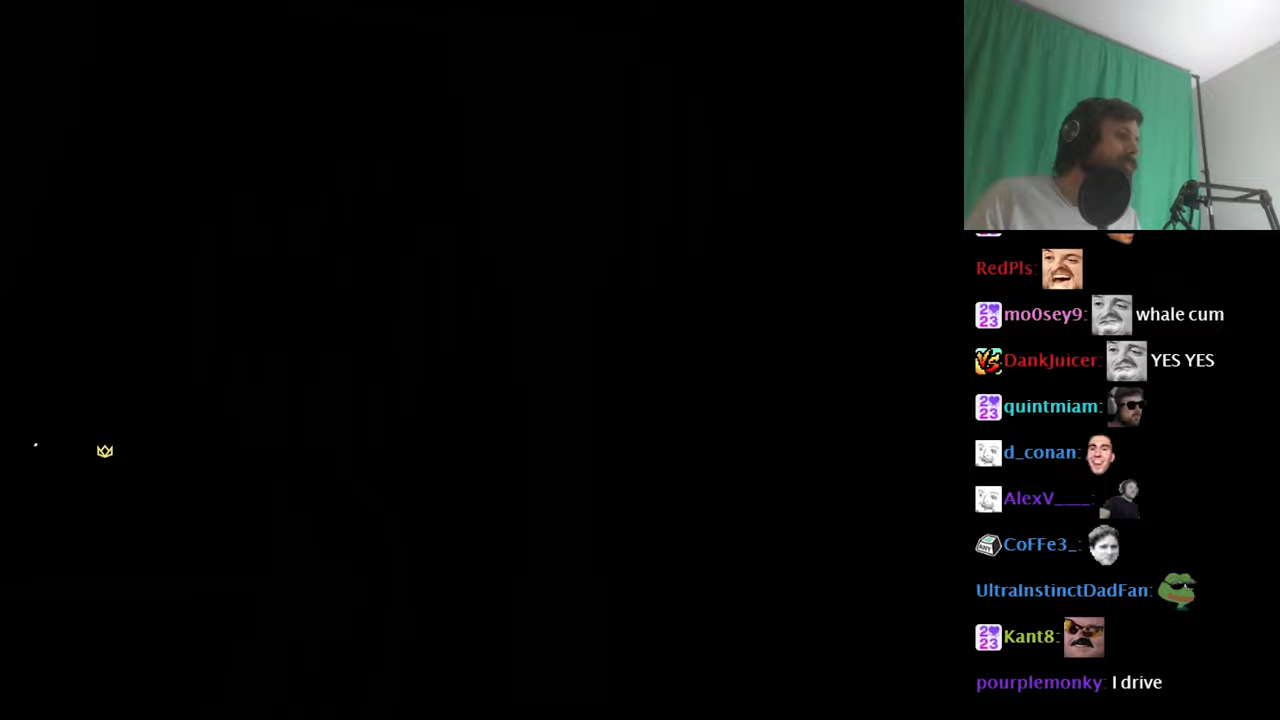 RedPls:
mo0sey9: whale cum
DankJuicer: YES YES
quintmiam:
d_conan:
AlexV____:
CoFFe3_:
UltraInstinctDadFan:
Kant8:
pourplemonky: I drive